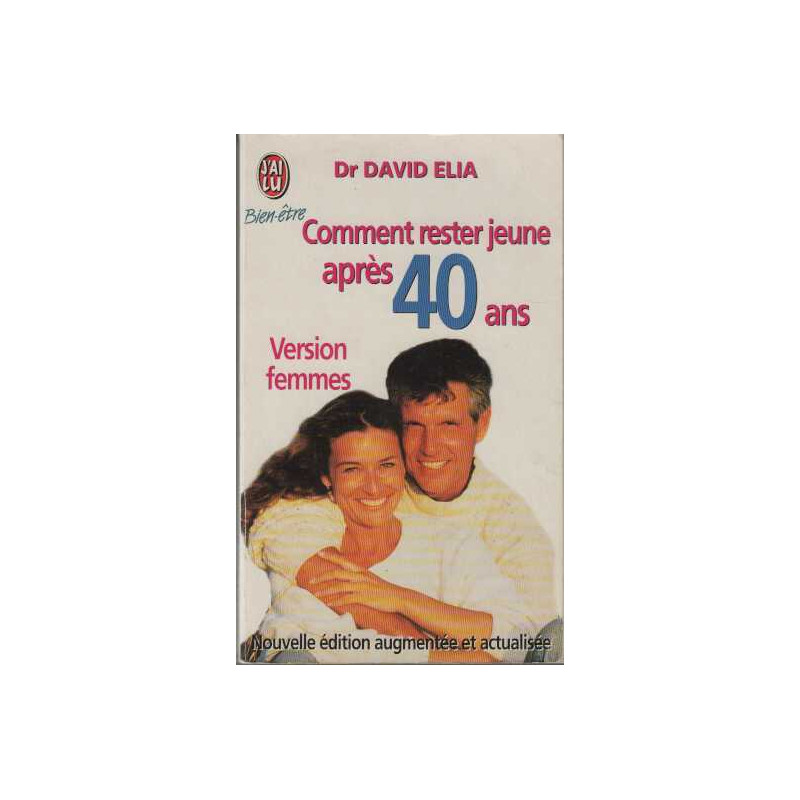 J'AI
LU
Dr DAVID ELIA
Bien-être
Comment rester jeune
après 40 ans
Version
femmes
Nouvelle édition augmentée et actualisée